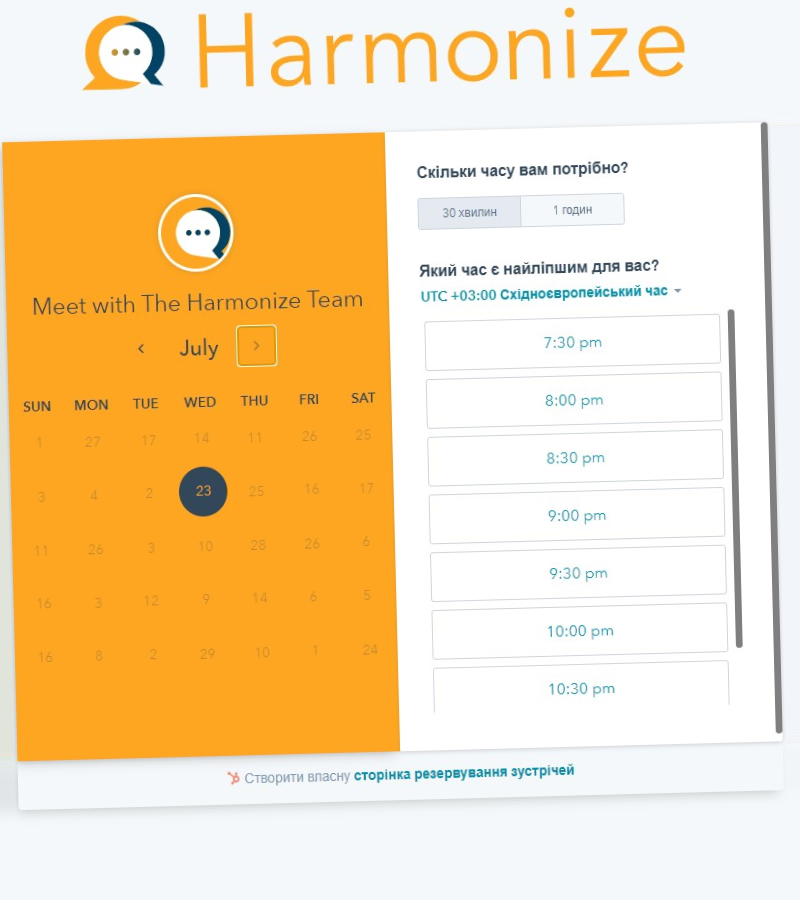 Harmonize
Meet with The Harmonize Team
July
SUN MON TUE WED THU FRI SAT
1 27 17 14 11 26 25
3 4 2 23 25 16 17
11 26 3 10 28 26 6
16 3 12 9 14 6 5
16 8 2 29 10 1 24
Скільки часу вам потрібно?
30 хвилин 1 годин
Який час є найліпшим для вас?
UTC +03:00 Східноєвропейський час
7:30 pm
8:00 pm
8:30 pm
9:00 pm
9:30 pm
10:00 pm
10:30 pm
Створити власну сторінка резервування зустрічей